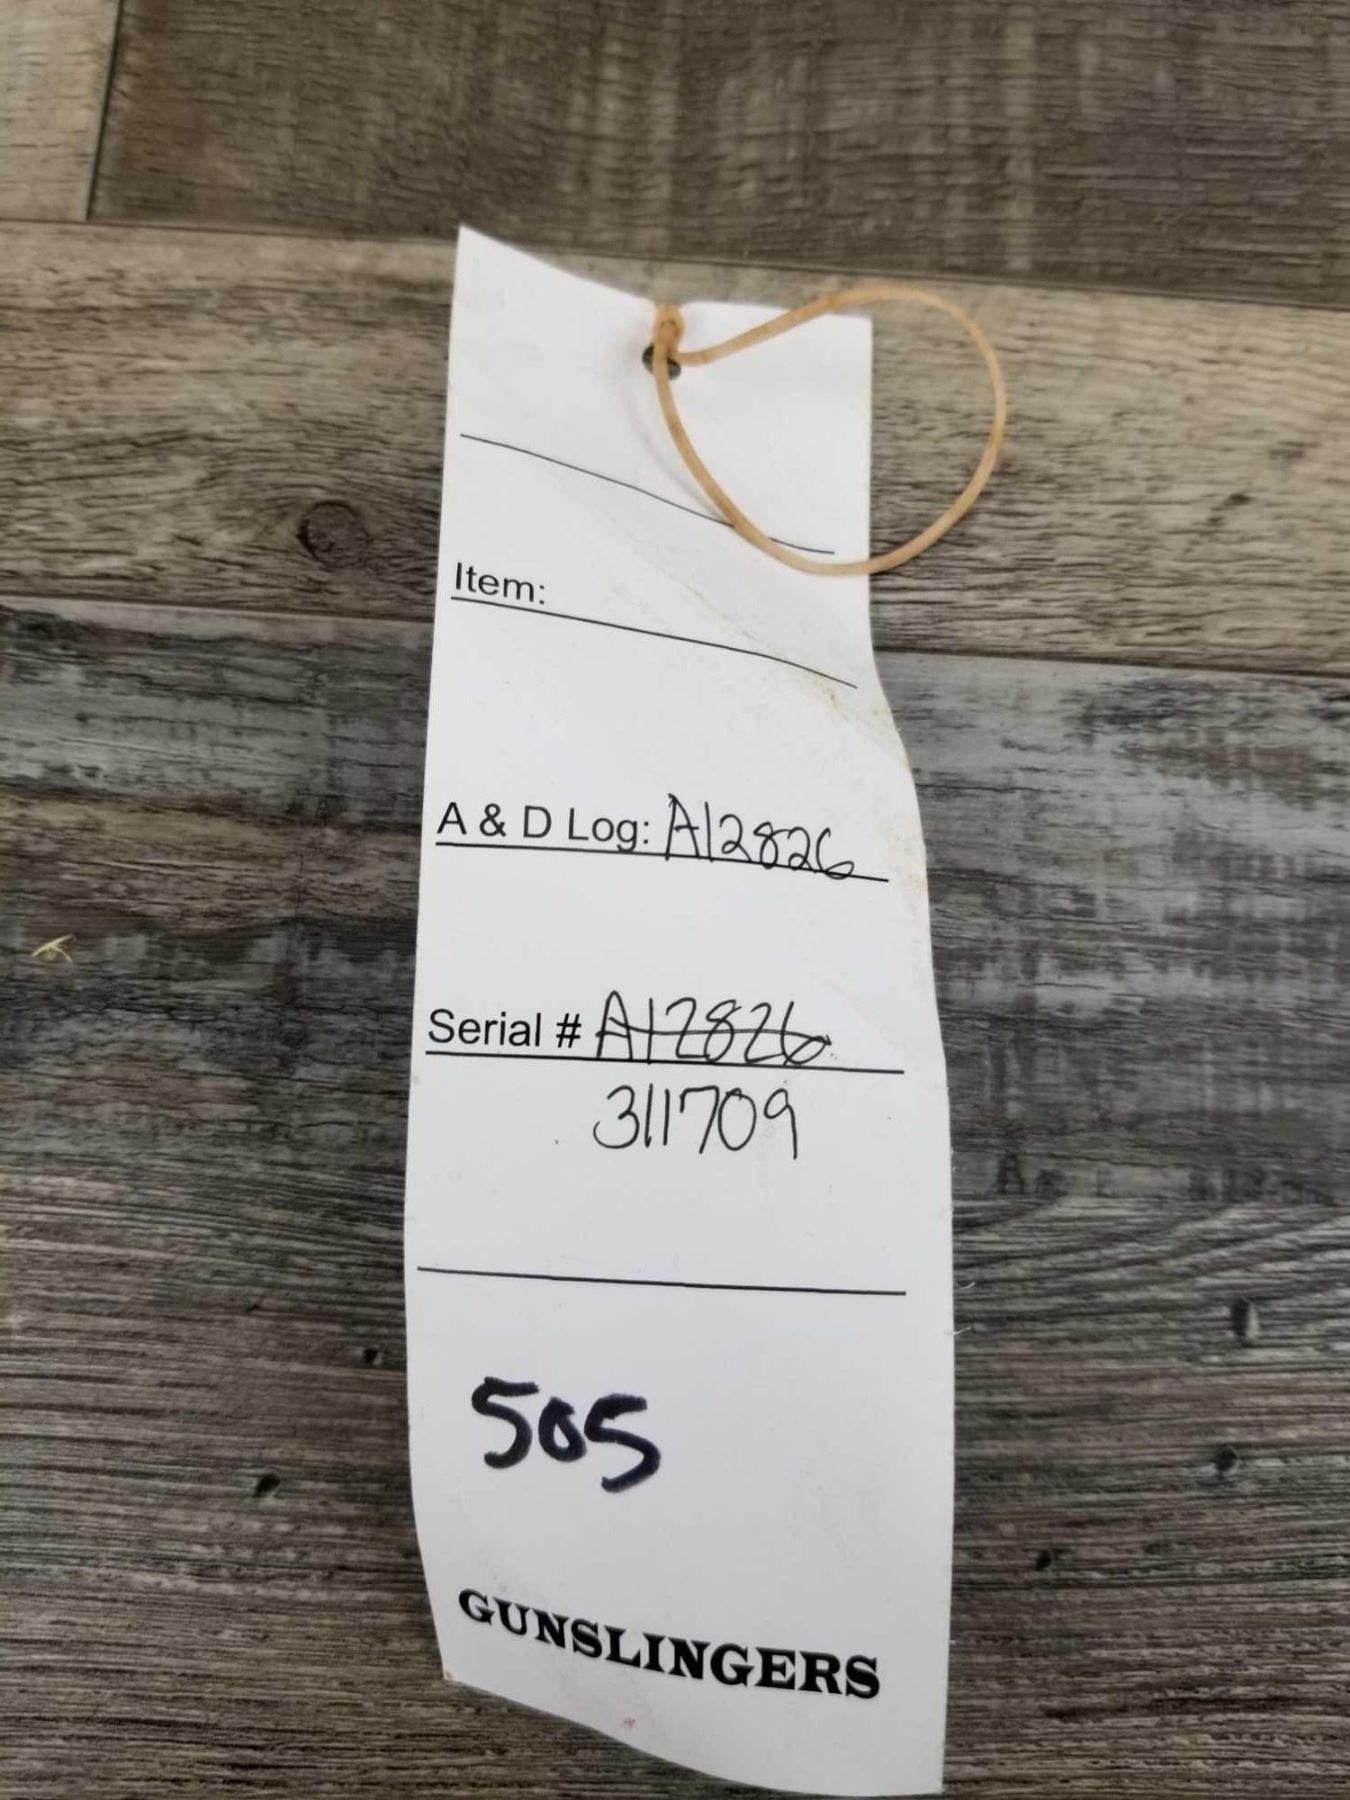 Item:
A & D Log: A12826
Serial # A12826
311709
505
GUNSLINGERS